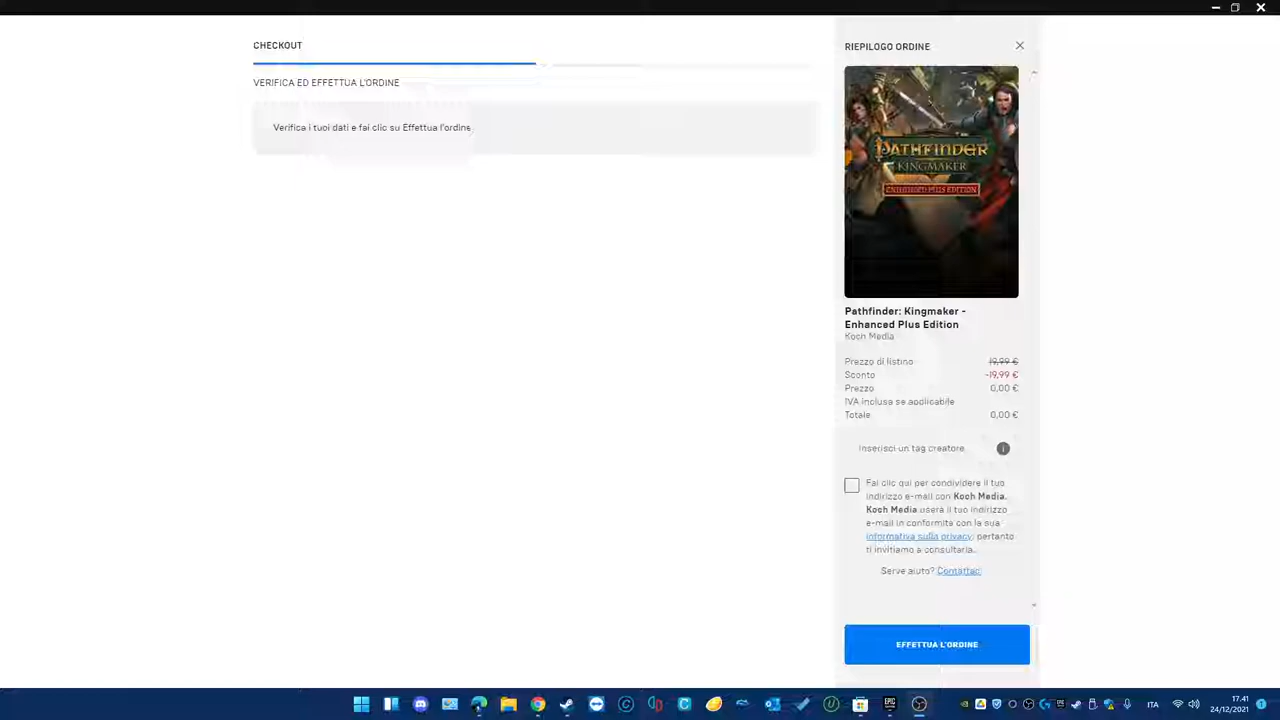 CHECKOUT
VERIFICA ED EFFETTUA L'ORDINE
Verifica i tuoi dati e fai clic su Effettua l'ordine
RIEPILOGO ORDINE
PATHFINDER
KINGMAKER
ENHANCED PLUS EDITION
Pathfinder: Kingmaker -
Enhanced Plus Edition
Koch Media
Prezzo di listino 19,99 €
Sconto -19,99 €
Prezzo 0,00 €
IVA inclusa se applicabile
Totale 0,00 €
Inserisci un tag creatore
Fai clic qui per condividere il tuo
indirizzo e-mail con Koch Media.
Koch Media userà il tuo indirizzo
e-mail in conformità con la sua
informativa sulla privacy; pertanto
ti invitiamo a consultarla.
Serve aiuto? Contattaci
EFFETTUA L'ORDINE
ITA
17.41
24/12/2021